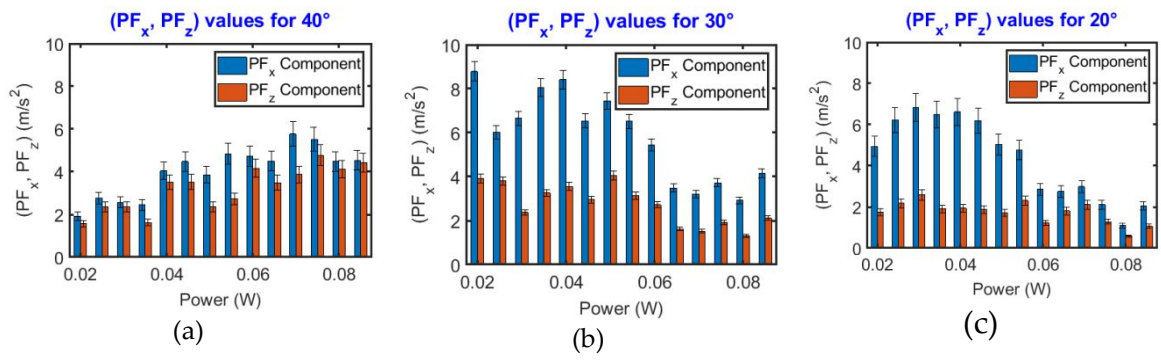 (PFx, PFz) values for 40°
10
8
6
4
2
0
(PFx, PFz) (m/s²)
PFx Component
PFz Component
0.02 0.04 0.06 0.08
Power (W)
(a)
(PFx, PFz) values for 30°
10
8
6
4
2
0
(PFx, PFz) (m/s²)
PFx Component
PFz Component
0.02 0.04 0.06 0.08
Power (W)
(b)
(PFx, PFz) values for 20°
10
8
6
4
2
0
(PFx, PFz) (m/s²)
PFx Component
PFz Component
0.02 0.04 0.06 0.08
Power (W)
(c)